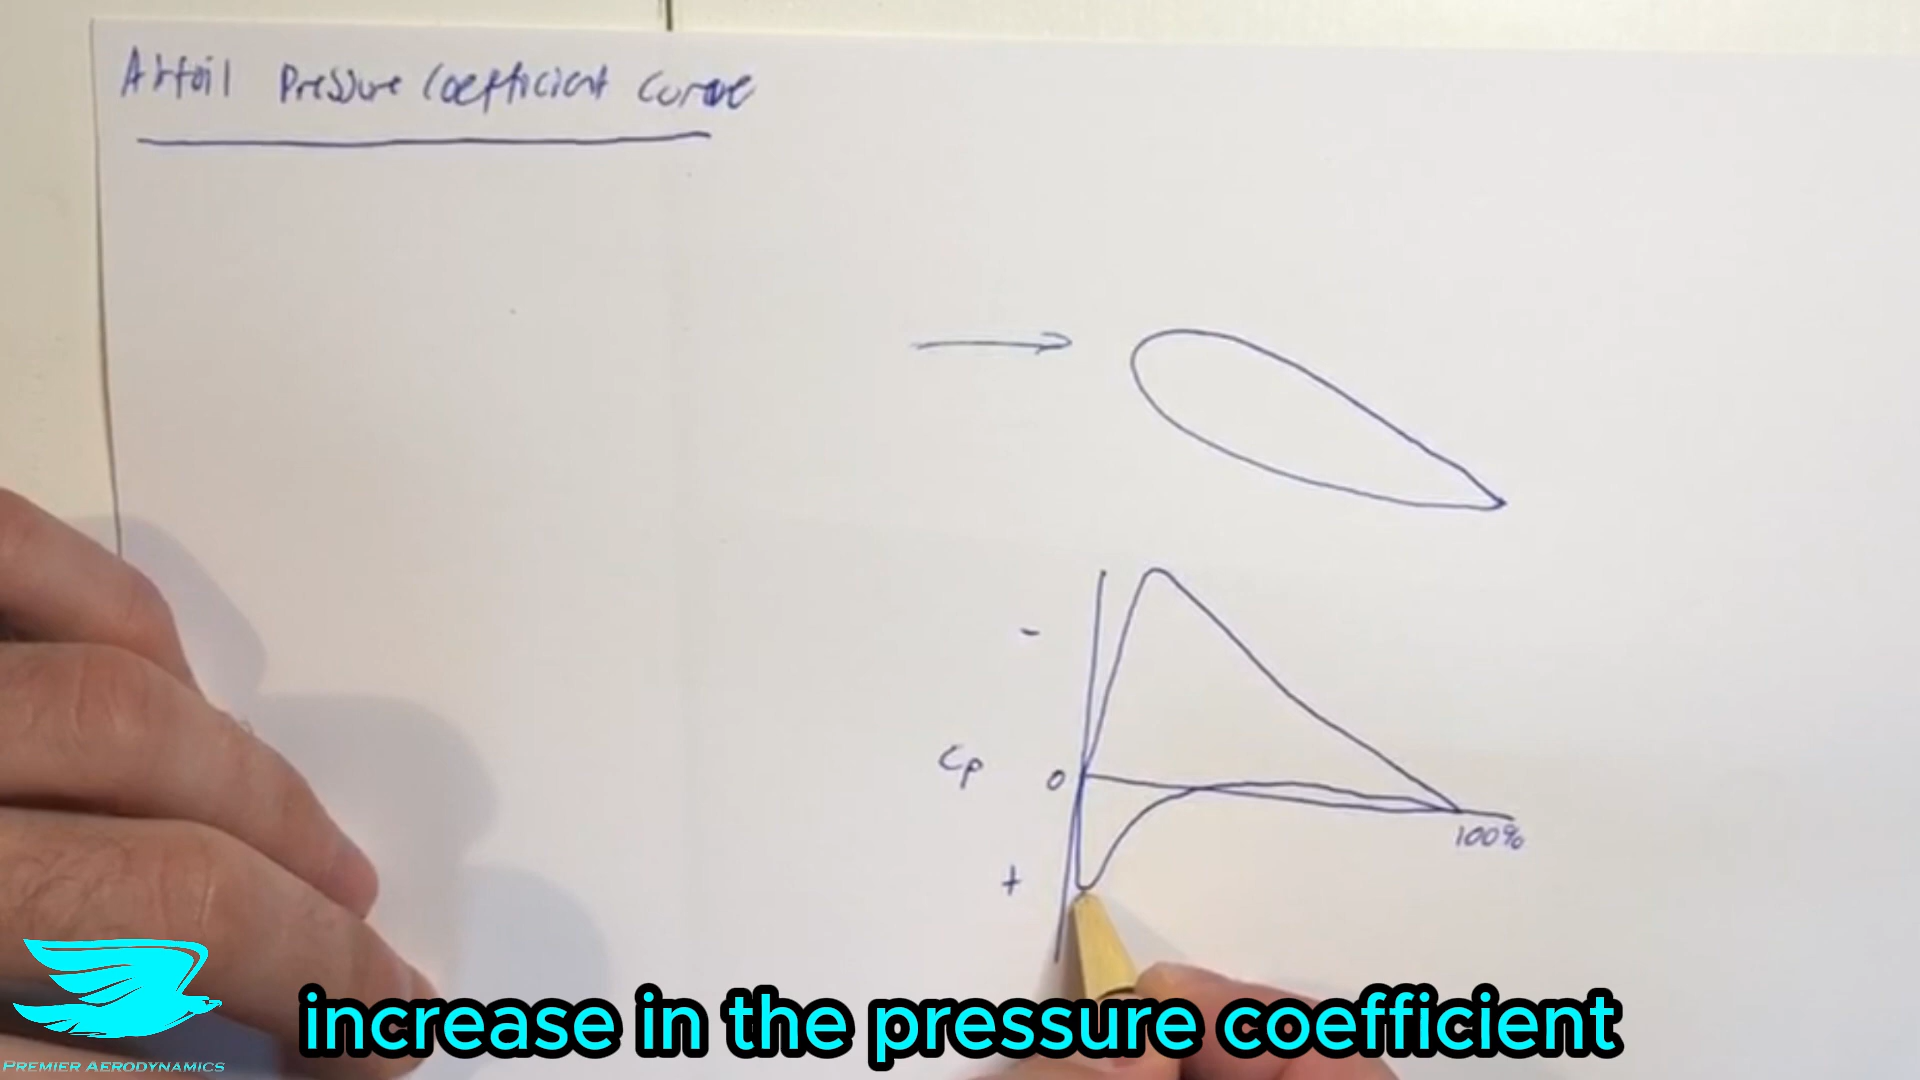 Airfoil Pressure Coefficient Curve
-
Cp 0
100%
+
increase in the pressure coefficient
PREMIER AERODYNAMICS